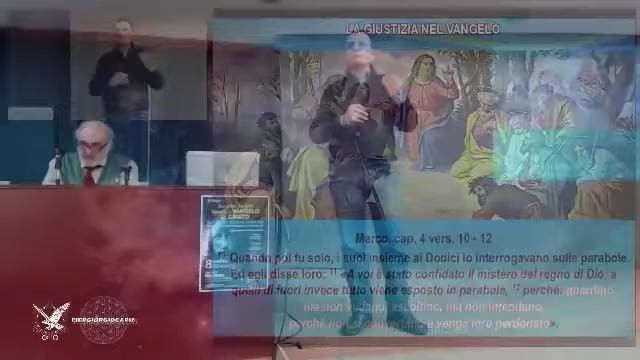 LA GIUSTIZIA NEL VANGELO
Marco, cap. 4 vers. 10 - 12
10 Quando poi fu solo, i suoi insieme ai Dodici lo interrogavano sulle parabole.
Ed egli disse loro: 11 «A voi è stato confidato il mistero del regno di Dio; a
quelli di fuori invece tutto viene esposto in parabole, 12 perché: guardino,
ma non vedano, ascoltino, ma non intendano,
perché non si convertano e venga loro perdonato».
VANGELO
8
PIERGIORGIOCARIA